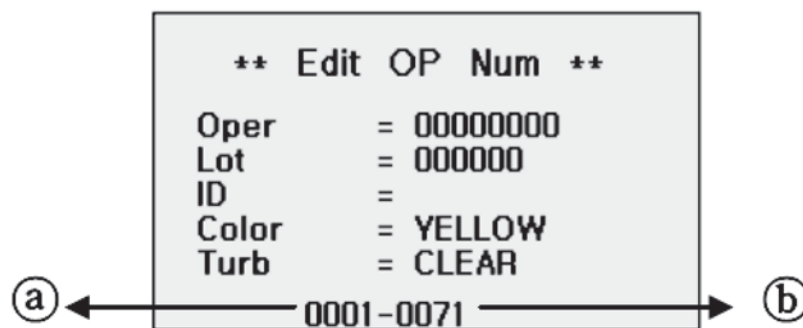 ** Edit OP Num **
Oper = 00000000
Lot = 000000
ID =
Color = YELLOW
Turb = CLEAR
ⓐ 0001-0071 ⓑ